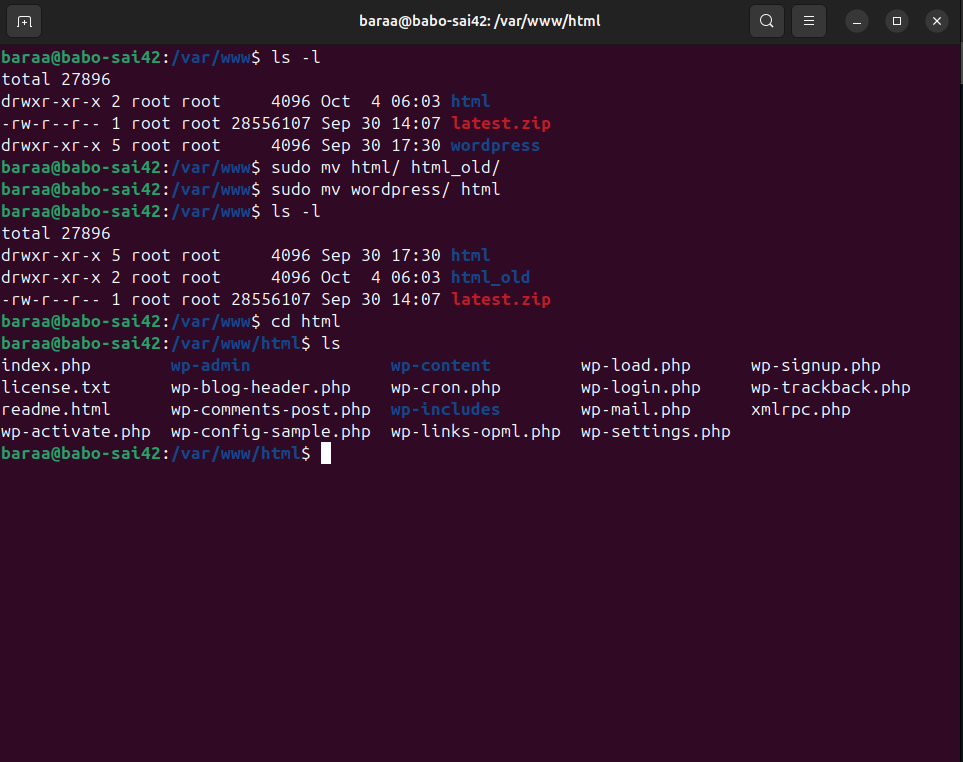 baraa@babo-sai42: /var/www/html
baraa@babo-sai42:/var/www$ ls -l
total 27896
drwxr-xr-x 2 root root     4096 Oct  4 06:03 html
-rw-r--r-- 1 root root 28556107 Sep 30 14:07 latest.zip
drwxr-xr-x 5 root root     4096 Sep 30 17:30 wordpress
baraa@babo-sai42:/var/www$ sudo mv html/ html_old/
baraa@babo-sai42:/var/www$ sudo mv wordpress/ html
baraa@babo-sai42:/var/www$ ls -l
total 27896
drwxr-xr-x 5 root root     4096 Sep 30 17:30 html
drwxr-xr-x 2 root root     4096 Oct  4 06:03 html_old
-rw-r--r-- 1 root root 28556107 Sep 30 14:07 latest.zip
baraa@babo-sai42:/var/www$ cd html
baraa@babo-sai42:/var/www/html$ ls
index.php        wp-admin              wp-content         wp-load.php      wp-signup.php
license.txt      wp-blog-header.php    wp-cron.php        wp-login.php     wp-trackback.php
readme.html      wp-comments-post.php  wp-includes        wp-mail.php      xmlrpc.php
wp-activate.php  wp-config-sample.php  wp-links-opml.php  wp-settings.php
baraa@babo-sai42:/var/www/html$